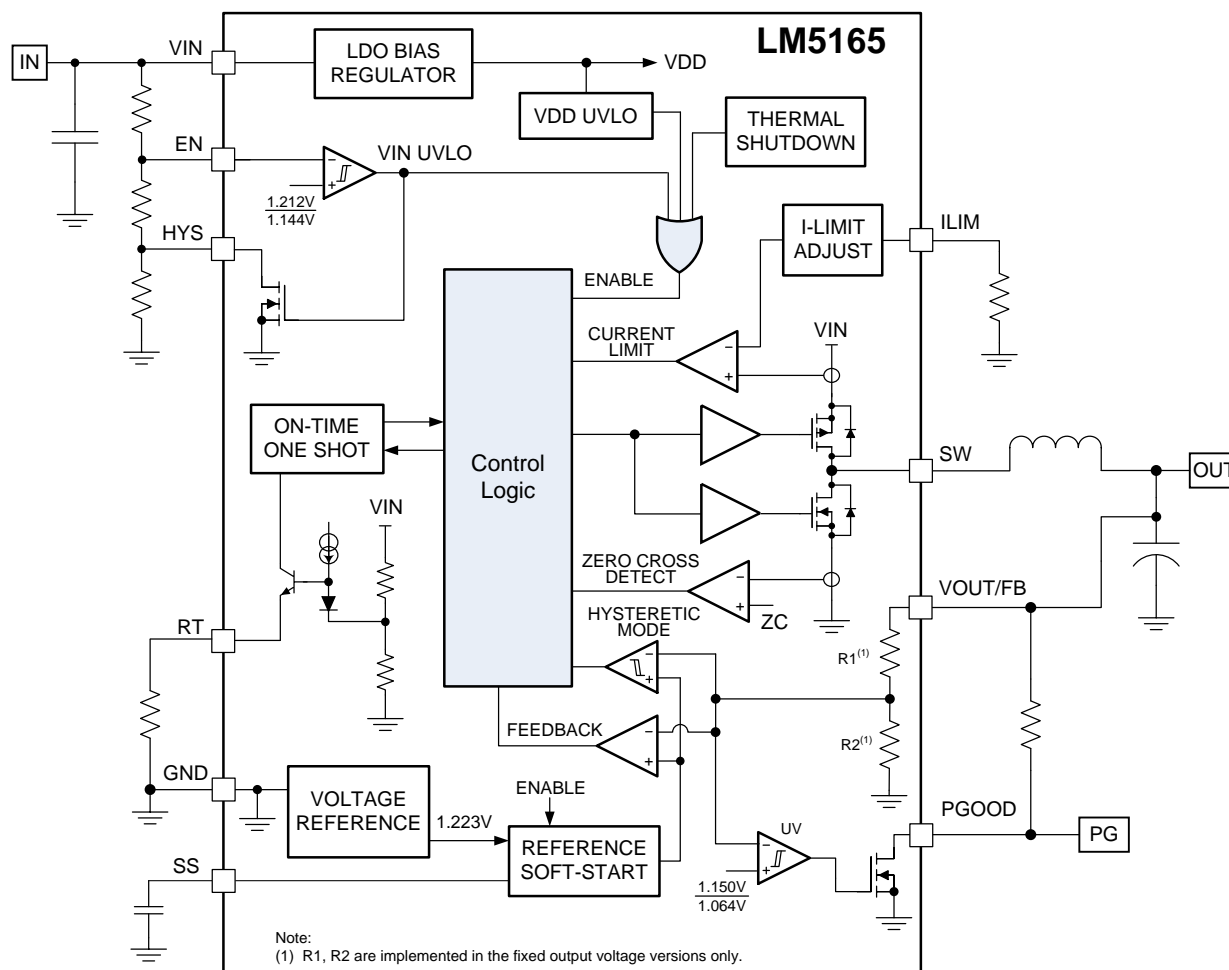 LM5165
IN
VIN
LDO BIAS
REGULATOR
VDD
VDD UVLO
THERMAL
SHUTDOWN
EN
VIN UVLO
−
+
1.212V
1.144V
HYS
I-LIMIT
ADJUST
ILIM
ENABLE
CURRENT
LIMIT
−
+
VIN
ON-TIME
ONE SHOT
Control
Logic
SW
OUT
VIN
ZERO CROSS
DETECT
−
+
ZC
VOUT/FB
HYSTERETIC
MODE
−
+
RT
R1(1)
FEEDBACK
−
+
R2(1)
GND
VOLTAGE
REFERENCE
1.223V
ENABLE
REFERENCE
SOFT-START
SS
UV
−
+
1.150V
1.064V
PGOOD
PG
Note:
(1) R1, R2 are implemented in the fixed output voltage versions only.